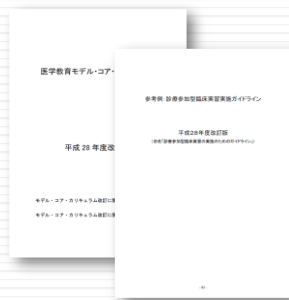 医学教育モデル・コア・
平成 28 年度改
モデル・コア・カリキュラム改訂に関
モデル・コア・カリキュラム改訂に関
参考例：診療参加型臨床実習実施ガイドライン
平成28年度改訂版
（旧名「診療参加型臨床実習の実施のためのガイドライン」）